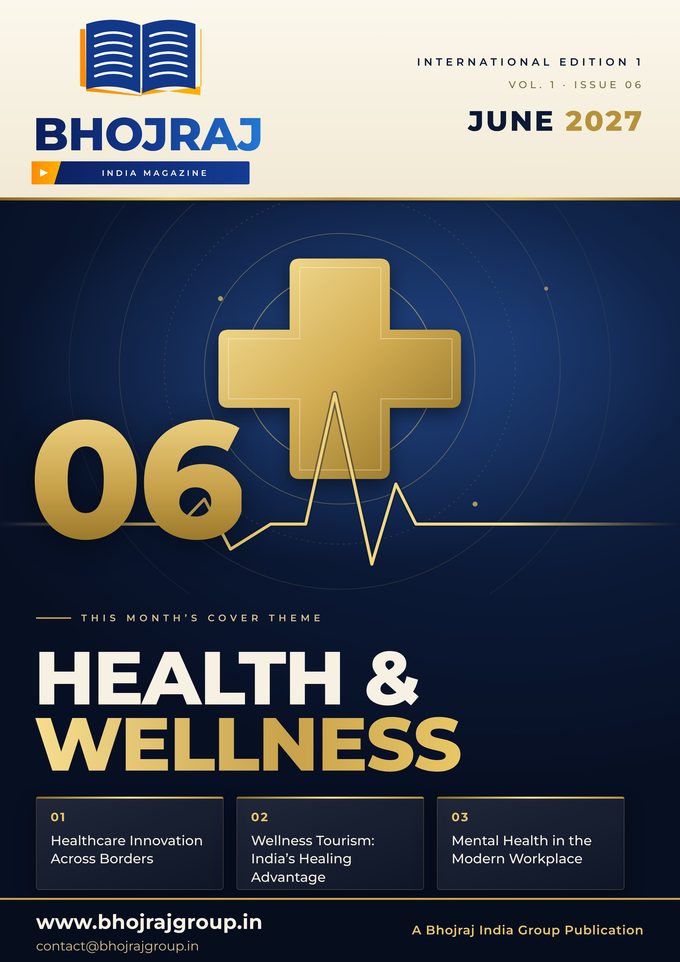 BHOJRAJ
INDIA MAGAZINE
INTERNATIONAL EDITION 1
VOL. 1 · ISSUE 06
JUNE 2027
06
THIS MONTH'S COVER THEME
HEALTH &
WELLNESS
01
Healthcare Innovation
Across Borders
02
Wellness Tourism:
India's Healing
Advantage
03
Mental Health in the
Modern Workplace
www.bhojrajgroup.in
contact@bhojrajgroup.in
A Bhojraj India Group Publication